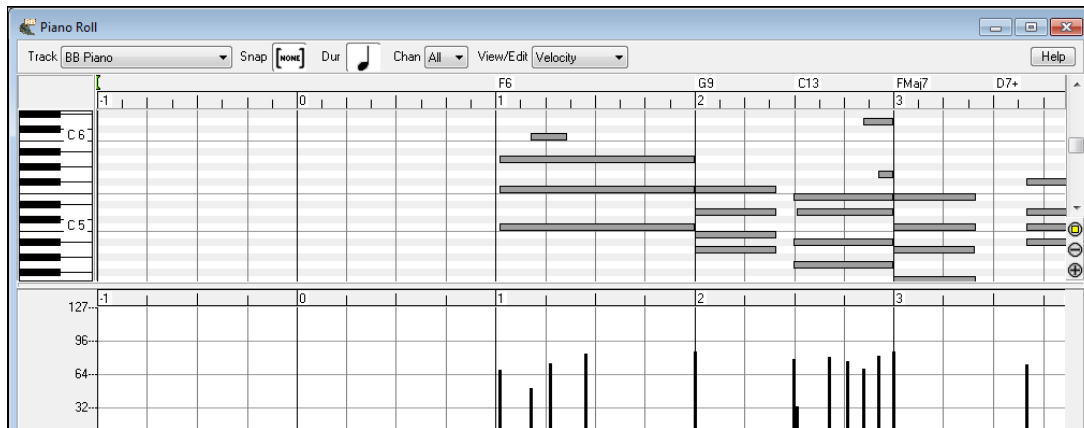 Piano Roll
Track BB Piano Snap [NONE] Dur Chan All View/Edit Velocity Help
F6 G9 C13 FMaj7 D7+
-1 0 1 2 3
C 6
C 5
-1 0 1 2 3
127
96
64
32